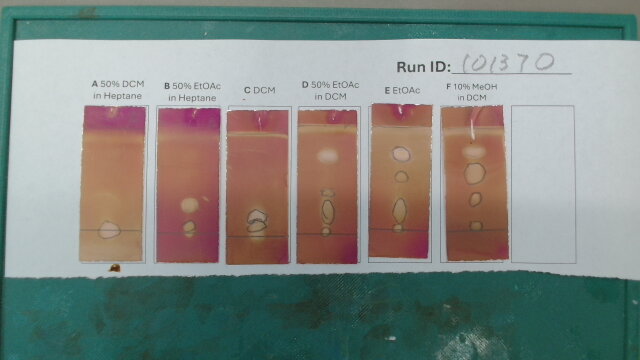 Run ID: 101370
A 50% DCM
in Heptane
B 50% EtOAc
in Heptane
C DCM
D 50% EtOAc
in DCM
E EtOAc
F 10% MeOH
in DCM